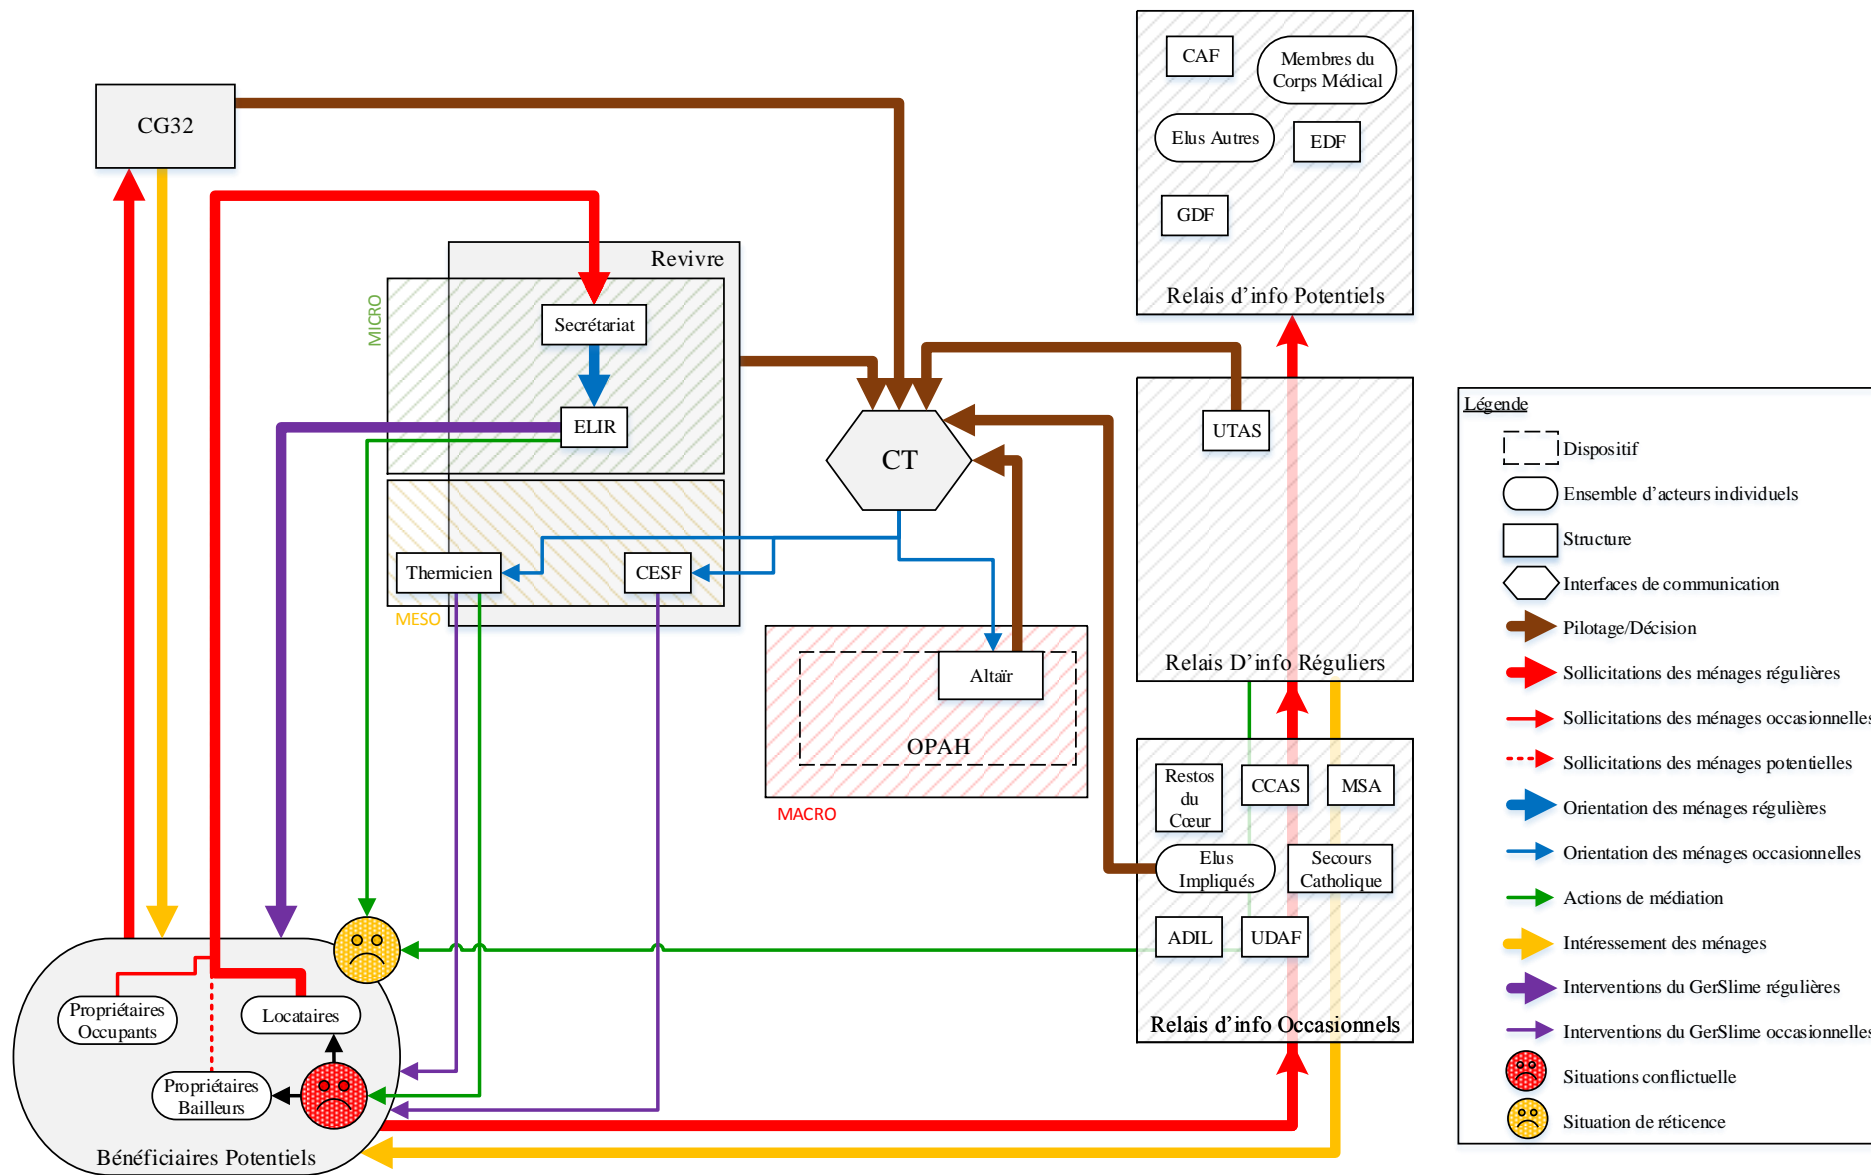 CAF
Membres du
Corps Médical
Elus Autres
EDF
GDF
Relais d’info Potentiels
CG32
Revivre
MICRO
Secrétariat
ELIR
UTAS
CT
Thermicien
CESF
MESO
Relais D’info Réguliers
Altaïr
OPAH
MACRO
Restos
du
Cœur
CCAS
MSA
Elus
Impliqués
Secours
Catholique
ADIL
UDAF
Relais d’info Occasionnels
Propriétaires
Occupants
Locataires
Propriétaires
Bailleurs
Bénéficiaires Potentiels
Légende
Dispositif
Ensemble d’acteurs individuels
Structure
Interfaces de communication
Pilotage/Décision
Sollicitations des ménages régulières
Sollicitations des ménages occasionnelles
Sollicitations des ménages potentielles
Orientation des ménages régulières
Orientation des ménages occasionnelles
Actions de médiation
Intéressement des ménages
Interventions du GerSlime régulières
Interventions du GerSlime occasionnelles
Situations conflictuelle
Situation de réticence